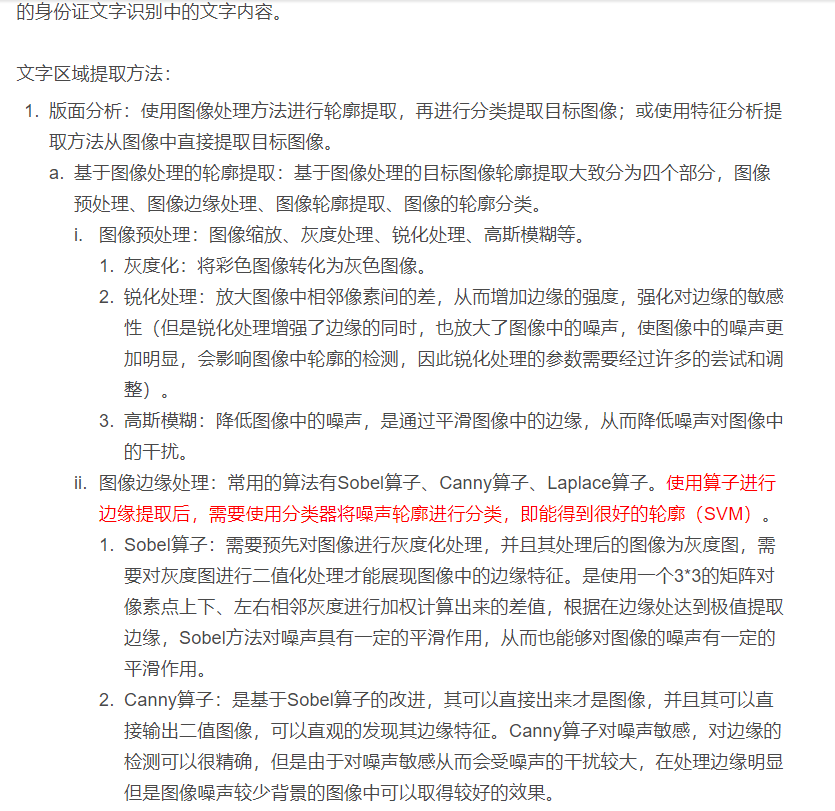 的身份证文字识别中的文字内容。
文字区域提取方法：
1. 版面分析：使用图像处理方法进行轮廓提取，再进行分类提取目标图像；或使用特征分析提
取方法从图像中直接提取目标图像。
a. 基于图像处理的轮廓提取：基于图像处理的目标图像轮廓提取大致分为四个部分，图像
预处理、图像边缘处理、图像轮廓提取、图像的轮廓分类。
i. 图像预处理：图像缩放、灰度处理、锐化处理、高斯模糊等。
1. 灰度化：将彩色图像转化为灰色图像。
2. 锐化处理：放大图像中相邻像素间的差，从而增加边缘的强度，强化对边缘的敏感
性（但是锐化处理增强了边缘的同时，也放大了图像中的噪声，使图像中的噪声更
加明显，会影响图像中轮廓的检测，因此锐化处理的参数需要经过许多的尝试和调
整）。
3. 高斯模糊：降低图像中的噪声，是通过平滑图像中的边缘，从而降低噪声对图像中
的干扰。
ii. 图像边缘处理：常用的算法有Sobel算子、Canny算子、Laplace算子。使用算子进行
边缘提取后，需要使用分类器将噪声轮廓进行分类，即能得到很好的轮廓（SVM）。
1. Sobel算子：需要预先对图像进行灰度化处理，并且其处理后的图像为灰度图，需
要对灰度图进行二值化处理才能展现图像中的边缘特征。是使用一个3*3的矩阵对
像素点上下、左右相邻灰度进行加权计算出来的差值，根据在边缘处达到极值提取
边缘，Sobel方法对噪声具有一定的平滑作用，从而也能够对图像的噪声有一定的
平滑作用。
2. Canny算子：是基于Sobel算子的改进，其可以直接出来才是图像，并且其可以直
接输出二值图像，可以直观的发现其边缘特征。Canny算子对噪声敏感，对边缘的
检测可以很精确，但是由于对噪声敏感从而会受噪声的干扰较大，在处理边缘明显
但是图像噪声较少背景的图像中可以取得较好的效果。